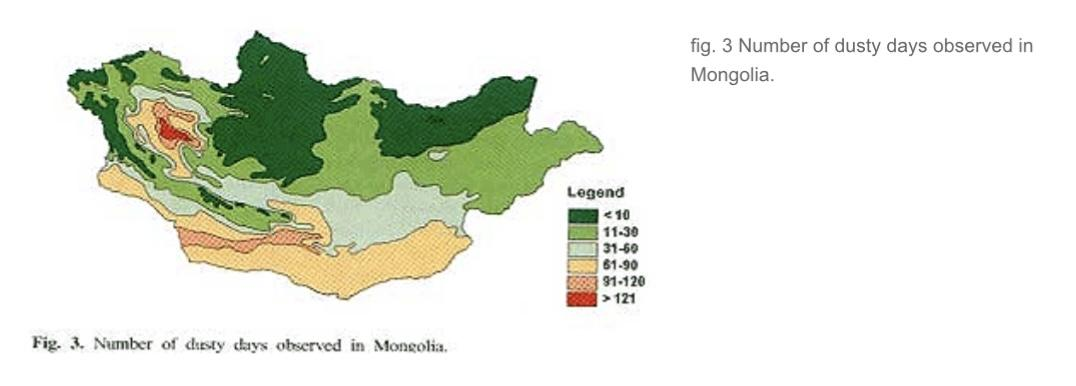 fig. 3 Number of dusty days observed in
Mongolia.
Legend
< 10
11-30
31-60
61-90
91-120
> 121
Fig. 3. Number of dusty days observed in Mongolia.